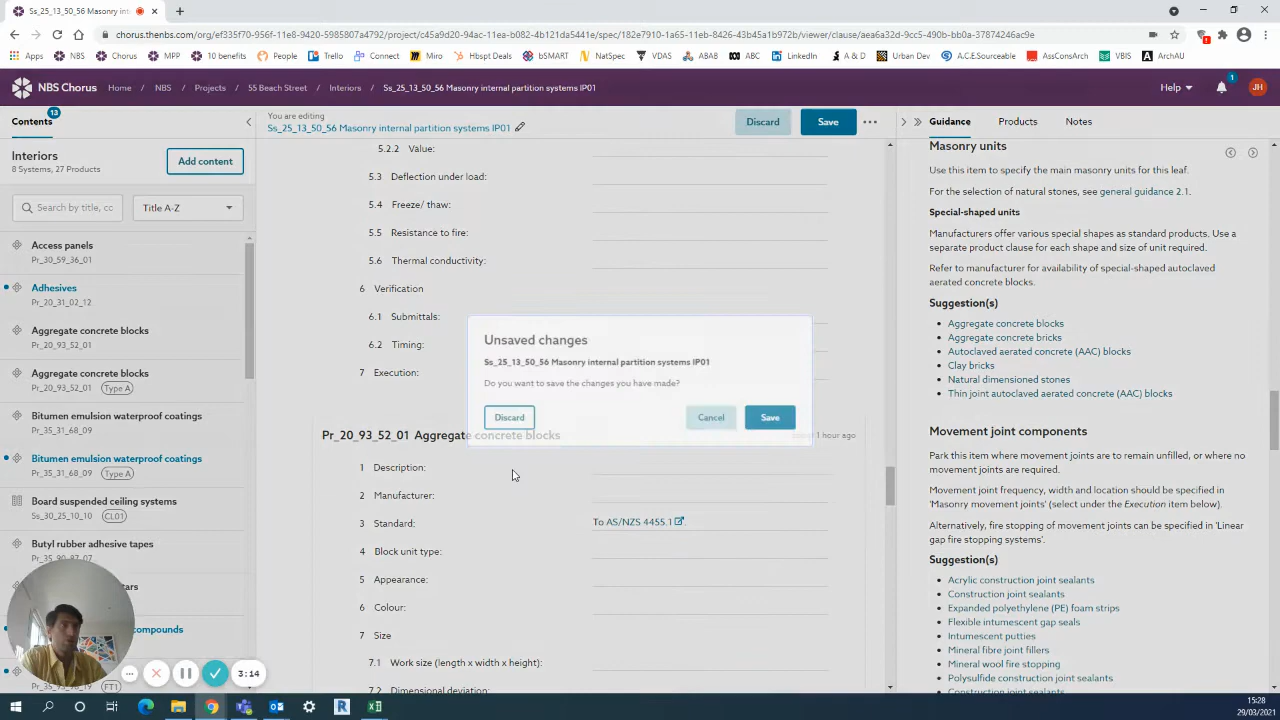 Ss_25_13_50_56 Masonry int
chorus.thenbs.com/org/ef335f70-956f-11e8-9420-5985807a4912/project/c45a9d20-94ac-11ea-b082-4b121da5441e/spec/182e7910-1a65-11eb-8426-43b45a1b972b/viewer/clause/aea6a32d-9cc5-490b-bb0a-37874246ac9e
Apps NBS Chorus MPP 10 benefits People Trello Connect Miro Hbspt Deals bSMART NatSpec VDAS ABAB ABC LinkedIn A & D Urban Dev A.C.E.Sourceable AssConsArch VBIS ArchAU
NBS Chorus Home NBS Projects 55 Beach Street Interiors Ss_25_13_50_56 Masonry internal partition systems IP01 Help 1 JH
Contents 13
Interiors
8 Systems, 27 Products
Add content
Search by title, co
Title A-Z
Access panels
Pr_30_59_36_01
Adhesives
Pr_20_31_02_12
Aggregate concrete blocks
Pr_20_93_52_01
Aggregate concrete blocks
Pr_20_93_52_01 Type A
Bitumen emulsion waterproof coatings
Pr_35_31_68_09
Bitumen emulsion waterproof coatings
Pr_35_31_68_09 Type A
Board suspended ceiling systems
Ss_30_25_10_10 CL01
Butyl rubber adhesive tapes
Pr_35_90_87_07
tars
compounds
FT1
3:14
You are editing
Ss_25_13_50_56 Masonry internal partition systems IP01
Discard
Save
5.2.2 Value:
5.3 Deflection under load:
5.4 Freeze/ thaw:
5.5 Resistance to fire:
5.6 Thermal conductivity:
6 Verification
6.1 Submittals:
6.2 Timing:
7 Execution:
Unsaved changes
Ss_25_13_50_56 Masonry internal partition systems IP01
Do you want to save the changes you have made?
Discard
Cancel
Save
Pr_20_93_52_01 Aggregate concrete blocks
1 hour ago
1 Description:
2 Manufacturer:
3 Standard: To AS/NZS 4455.1.
4 Block unit type:
5 Appearance:
6 Colour:
7 Size
7.1 Work size (length x width x height):
7.2 Dimensional deviation:
Guidance Products Notes
Masonry units
Use this item to specify the main masonry units for this leaf.
For the selection of natural stones, see general guidance 2.1.
Special-shaped units
Manufacturers offer various special shapes as standard products. Use a
separate product clause for each shape and size of unit required.
Refer to manufacturer for availability of special-shaped autoclaved
aerated concrete blocks.
Suggestion(s)
Aggregate concrete blocks
Aggregate concrete bricks
Autoclaved aerated concrete (AAC) blocks
Clay bricks
Natural dimensioned stones
Thin joint autoclaved aerated concrete (AAC) blocks
Movement joint components
Park this item where movement joints are to remain unfilled, or where no
movement joints are required.
Movement joint frequency, width and location should be specified in
'Masonry movement joints' (select under the Execution item below).
Alternatively, fire stopping of movement joints can be specified in 'Linear
gap fire stopping systems'.
Suggestion(s)
Acrylic construction joint sealants
Construction joint sealants
Expanded polyethylene (PE) foam strips
Flexible intumescent gap seals
Intumescent putties
Mineral fibre joint fillers
Mineral wool fire stopping
Polysulfide construction joint sealants
Construction joint sealants
15:28
29/03/2021